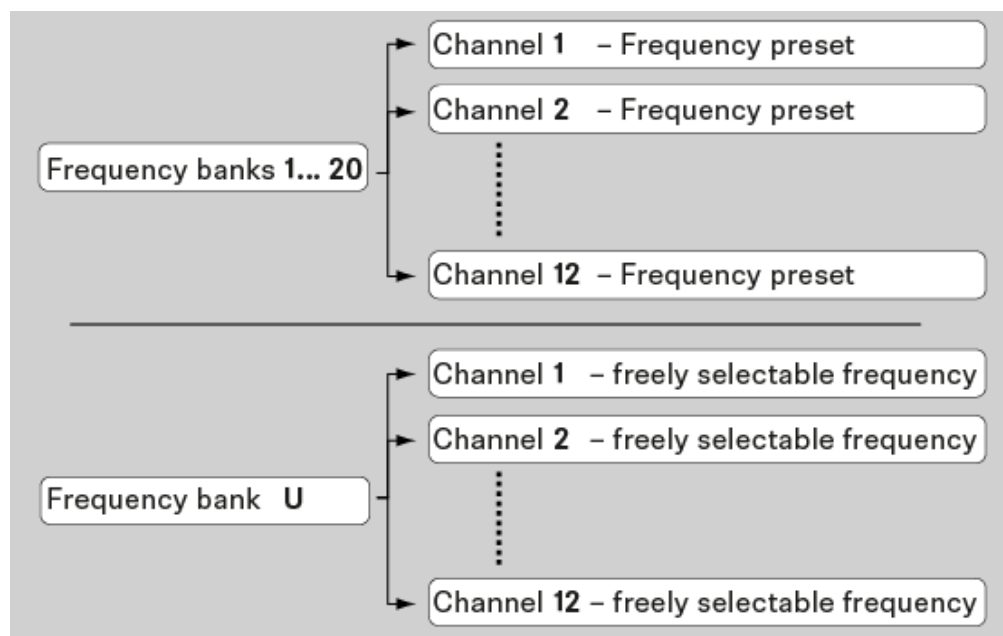 Channel 1 – Frequency preset
Channel 2 – Frequency preset
Frequency banks 1... 20
Channel 12 – Frequency preset
Channel 1 – freely selectable frequency
Channel 2 – freely selectable frequency
Frequency bank U
Channel 12 – freely selectable frequency